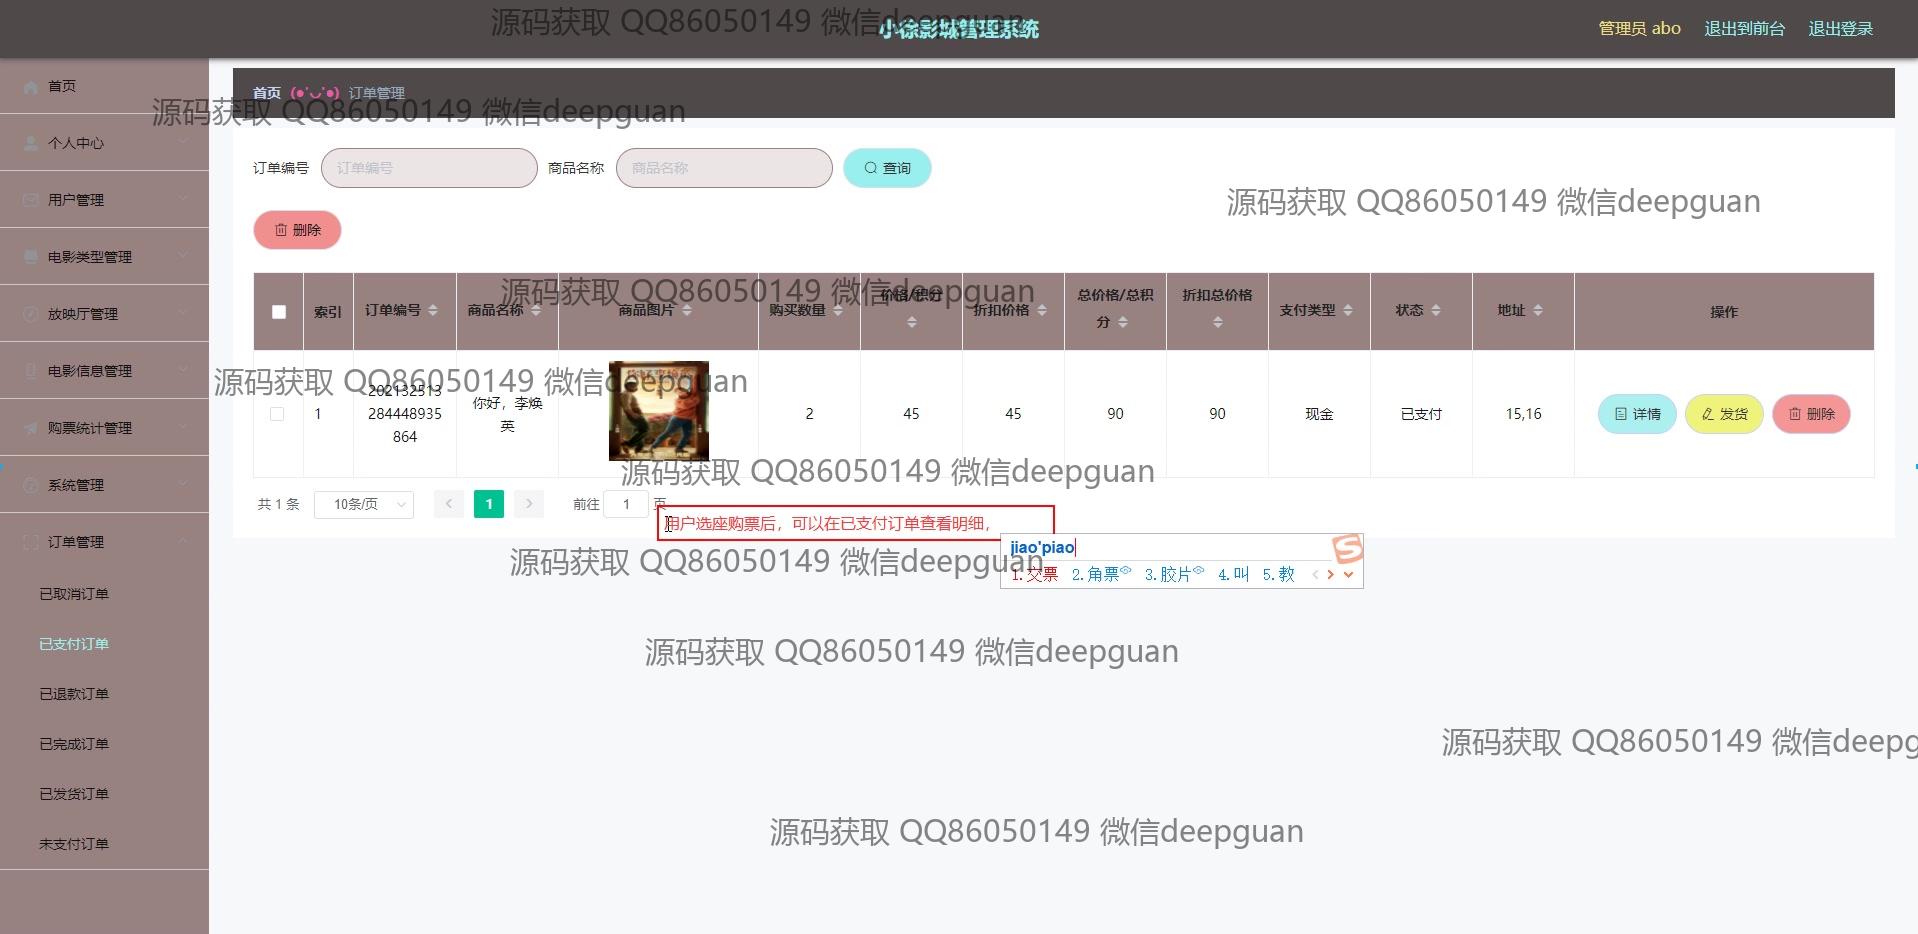 源码获取 QQ86050149 微信deepguan
小徐影城管理系统
管理员 abo
退出到前台
退出登录
首页
个人中心
用户管理
电影类型管理
放映厅管理
电影信息管理
购票统计管理
系统管理
订单管理
已取消订单
已支付订单
已退款订单
已完成订单
已发货订单
未支付订单
首页 (●'◡'●) 订单管理
源码获取 QQ86050149 微信deepguan
订单编号 订单编号 商品名称 商品名称 查询
源码获取 QQ86050149 微信deepguan
删除
源码获取 QQ86050149 微信deepguan
索引
订单编号
商品名称
商品图片
购买数量
价格/积分
折扣价格
总价格/总积
分
折扣总价格
支付类型
状态
地址
操作
源码获取 QQ86050149 微信deepguan
1
202132513
284448935
864
你好，李焕
英
2
45
45
90
90
现金
已支付
15,16
详情
发货
删除
源码获取 QQ86050149 微信deepguan
共 1 条 10条/页 1 前往 1 页
用户选座购票后，可以在已支付订单查看明细，
jiao'piao
1.交票 2.角票 3.胶片 4.叫 5.教
源码获取 QQ86050149 微信deepguan
源码获取 QQ86050149 微信deepguan
源码获取 QQ86050149 微信deepg
源码获取 QQ86050149 微信deepguan